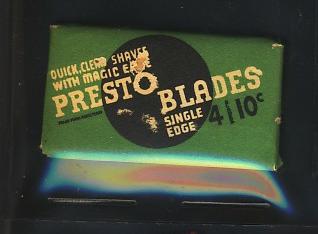 QUICK, CLEAN SHAVES
WITH MAGIC EDGE
PRESTO BLADES
SINGLE
EDGE
4 10¢